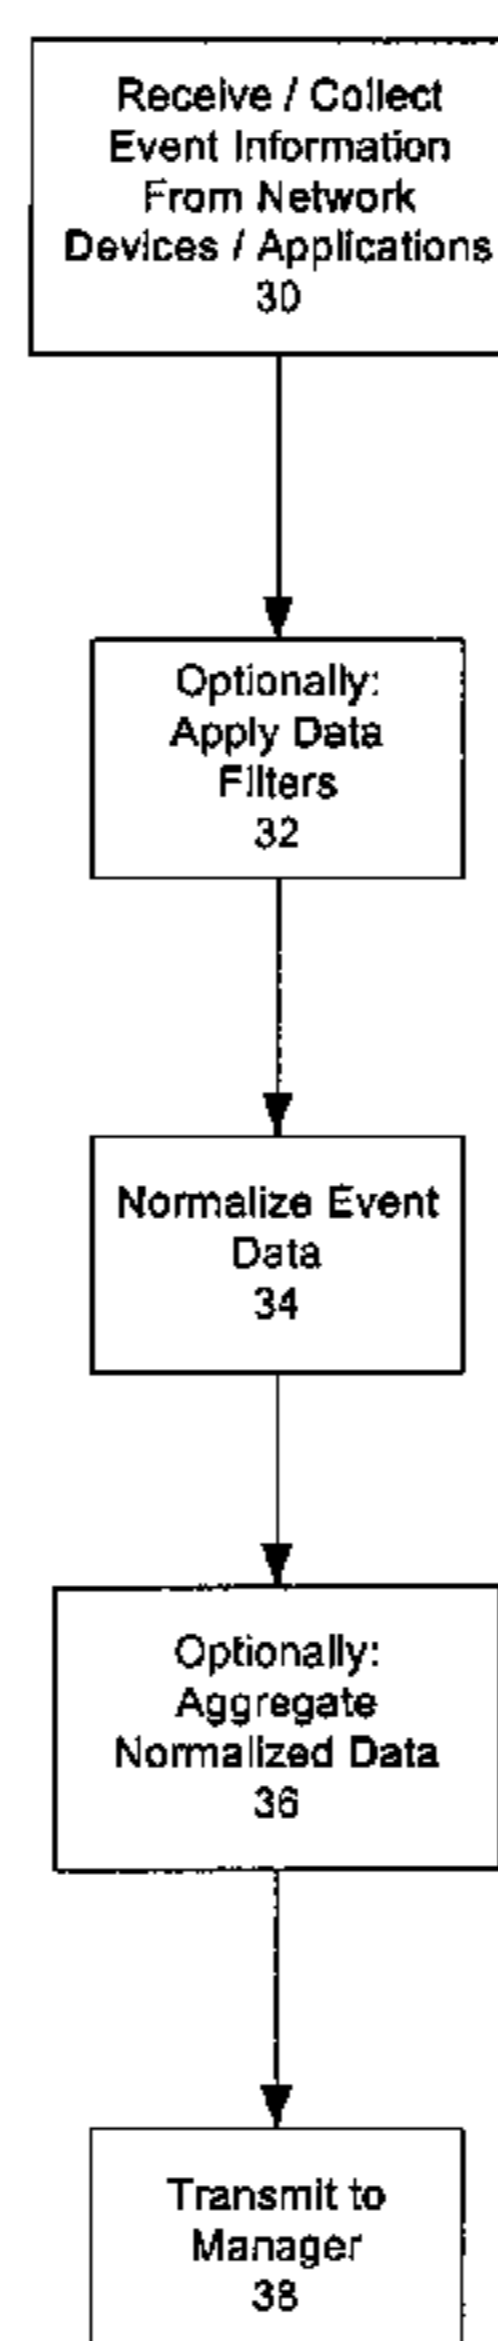 Receive / Collect
Event Information
From Network
Devices / Applications
30
Optionally:
Apply Data
Filters
32
Normalize Event
Data
34
Optionally:
Aggregate
Normalized Data
36
Transmit to
Manager
38